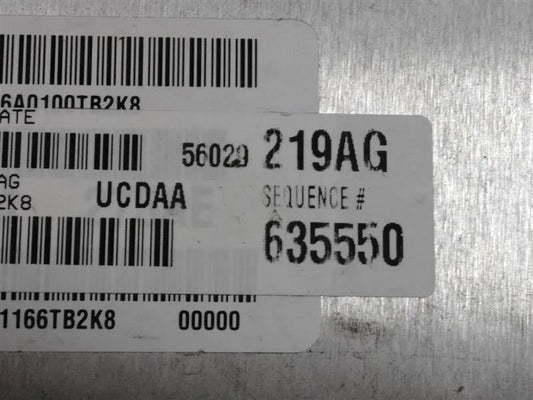 6A0100TB2K8
ATE
56029 219AG
AG
2K8 UCDAA SEQUENCE #
635550
1166TB2K8 00000